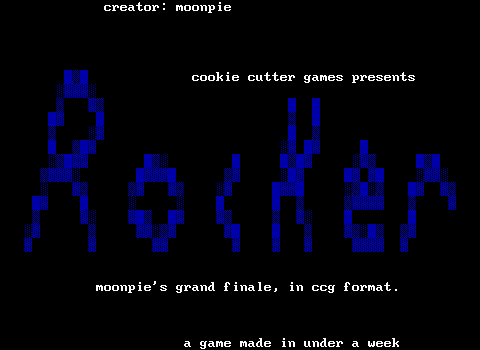 creator: moonpie
cookie cutter games presents
Rocker
moonpie's grand finale, in ccg format.
a game made in under a week